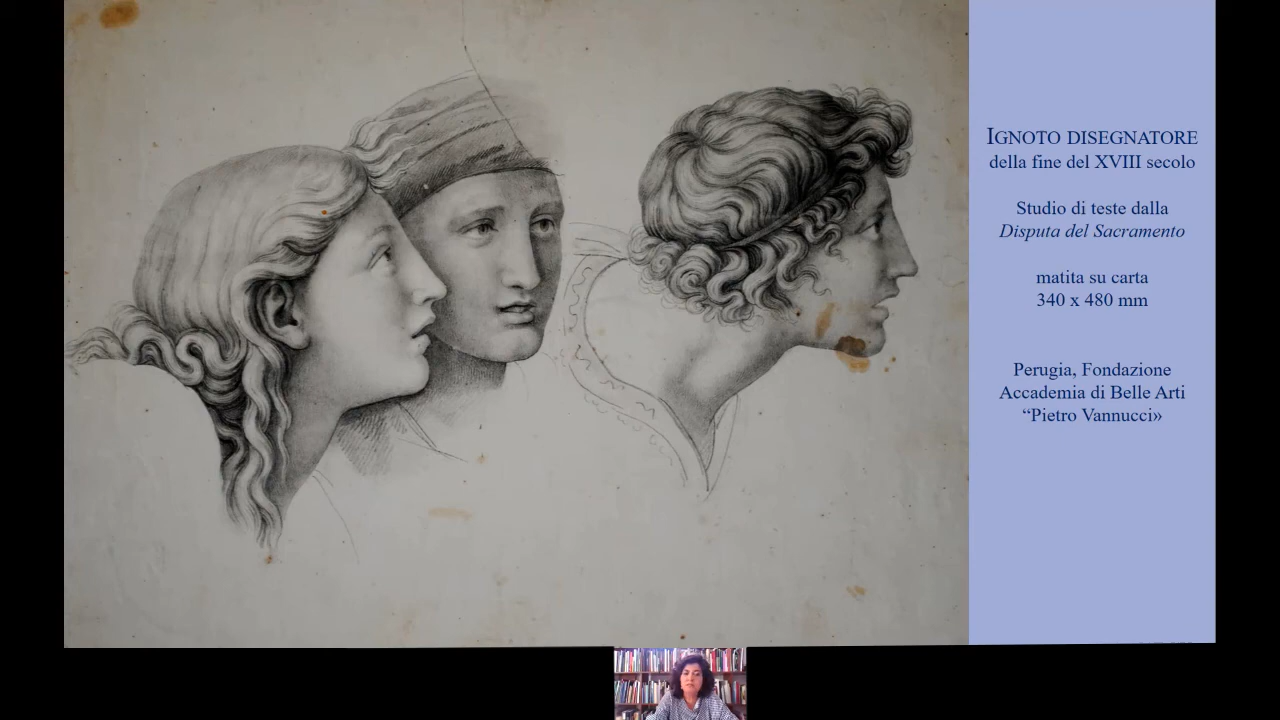 IGNOTO DISEGNATORE
della fine del XVIII secolo
Studio di teste dalla
Disputa del Sacramento
matita su carta
340 x 480 mm
Perugia, Fondazione
Accademia di Belle Arti
“Pietro Vannucci»